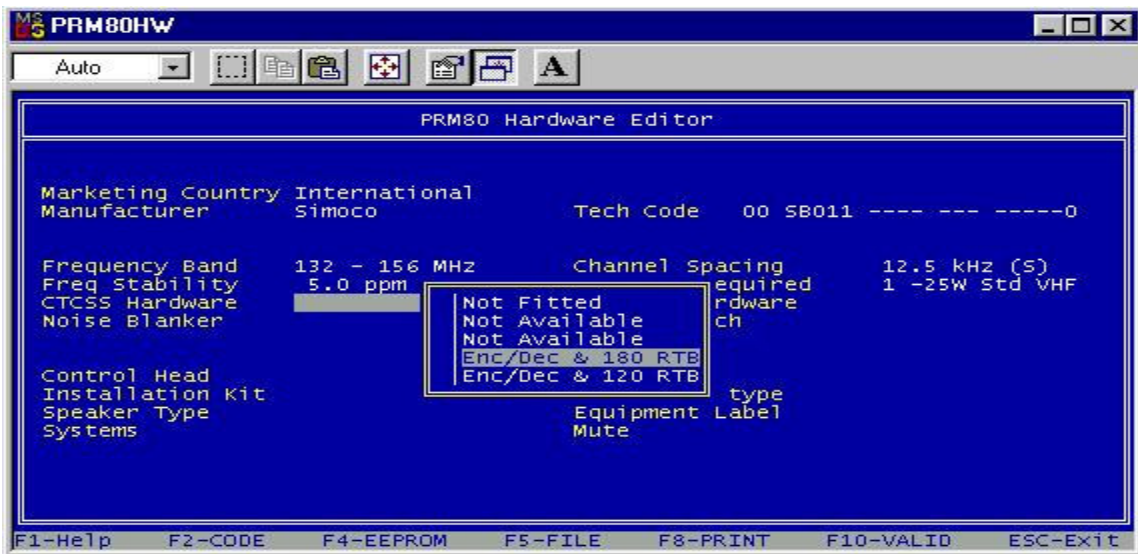 PRM80HW
Auto
A
PRM80 Hardware Editor
Marketing Country International
Manufacturer Simoco Tech Code 00 SB011 ---- --- -----0
Frequency Band 132 - 156 MHz Channel Spacing 12.5 kHz (S)
Freq Stability 5.0 ppm equired 1 -25W Std VHF
CTCSS Hardware rdware
Noise Blanker ch
Not Fitted
Not Available
Not Available
Enc/Dec & 180 RTB
Enc/Dec & 120 RTB
Control Head
Installation Kit type
Speaker Type Equipment Label
Systems Mute
F1-Help F2-CODE F4-EEPROM F5-FILE F8-PRINT F10-VALID ESC-Exit